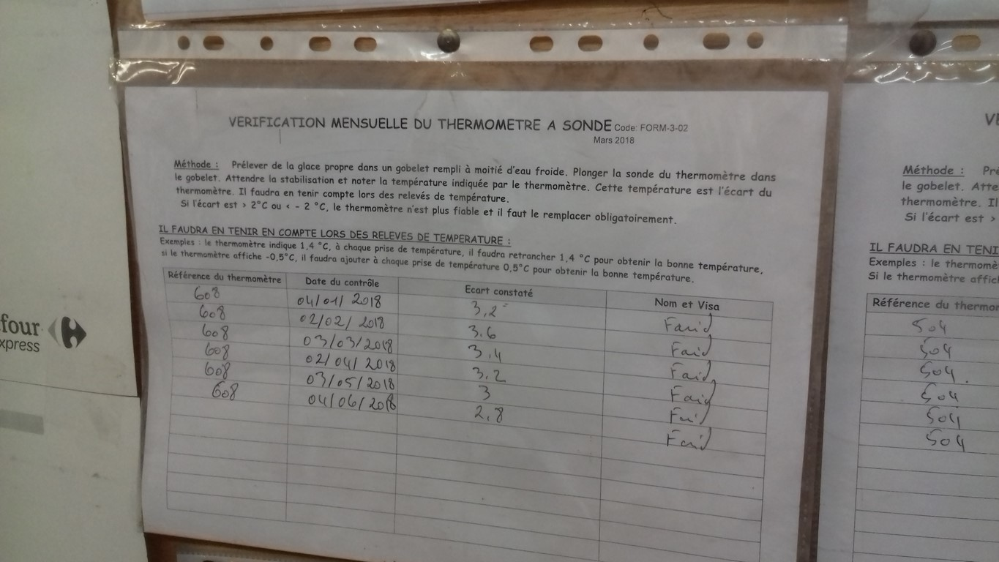 VERIFICATION MENSUELLE DU THERMOMETRE A SONDE Code: FORM-3-02
Mars 2018
Méthode : Prélever de la glace propre dans un gobelet rempli à moitié d'eau froide. Plonger la sonde du thermomètre dans
le gobelet. Attendre la stabilisation et noter la température indiquée par le thermomètre. Cette température est l'écart du
thermomètre. Il faudra en tenir compte lors des relevés de température.
Si l'écart est > 2°C ou < - 2 °C, le thermomètre n'est plus fiable et il faut le remplacer obligatoirement.
IL FAUDRA EN TENIR EN COMPTE LORS DES RELEVES DE TEMPERATURE :
Exemples : le thermomètre indique 1,4 °C, à chaque prise de température, il faudra retrancher 1,4 °C pour obtenir la bonne température,
si le thermomètre affiche -0,5°C, il faudra ajouter à chaque prise de température 0,5°C pour obtenir la bonne température.
Référence du thermomètre Date du contrôle Ecart constaté Nom et Visa
608 04/01/2018 3,2 Farid
608 02/02/2018 3.6 Farid
608 03/03/2018 3,4 Farid
608 02/04/2018 3.2 Farid
608 03/05/2018 3 Farid
608 04/06/2018 2,8 Farid
four
xpress
Méthode : Pré
le gobelet. Atte
thermomètre. Il
Si l'écart est >
IL FAUDRA EN TENI
Exemples : le thermomè
Si le thermomètre affic
Référence du thermo
504
504
504.
504
504
504